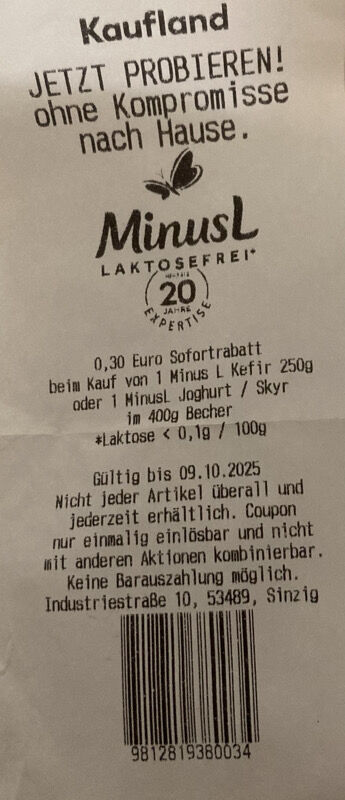 Kaufland
JETZT PROBIEREN!
ohne Kompromisse
nach Hause.
MinusL
LAKTOSEFREI*
20
JAHRE
EXPERTISE
0,30 Euro Sofortrabatt
beim Kauf von 1 Minus L Kefir 250g
oder 1 MinusL Joghurt / Skyr
im 400g Becher
*Laktose < 0,1g / 100g
Gültig bis 09.10.2025
Nicht jeder Artikel überall und
jederzeit erhältlich. Coupon
nur einmalig einlösbar und nicht
mit anderen Aktionen kombinierbar.
Keine Barauszahlung möglich.
Industriestraße 10, 53489, Sinzig
9812819380034